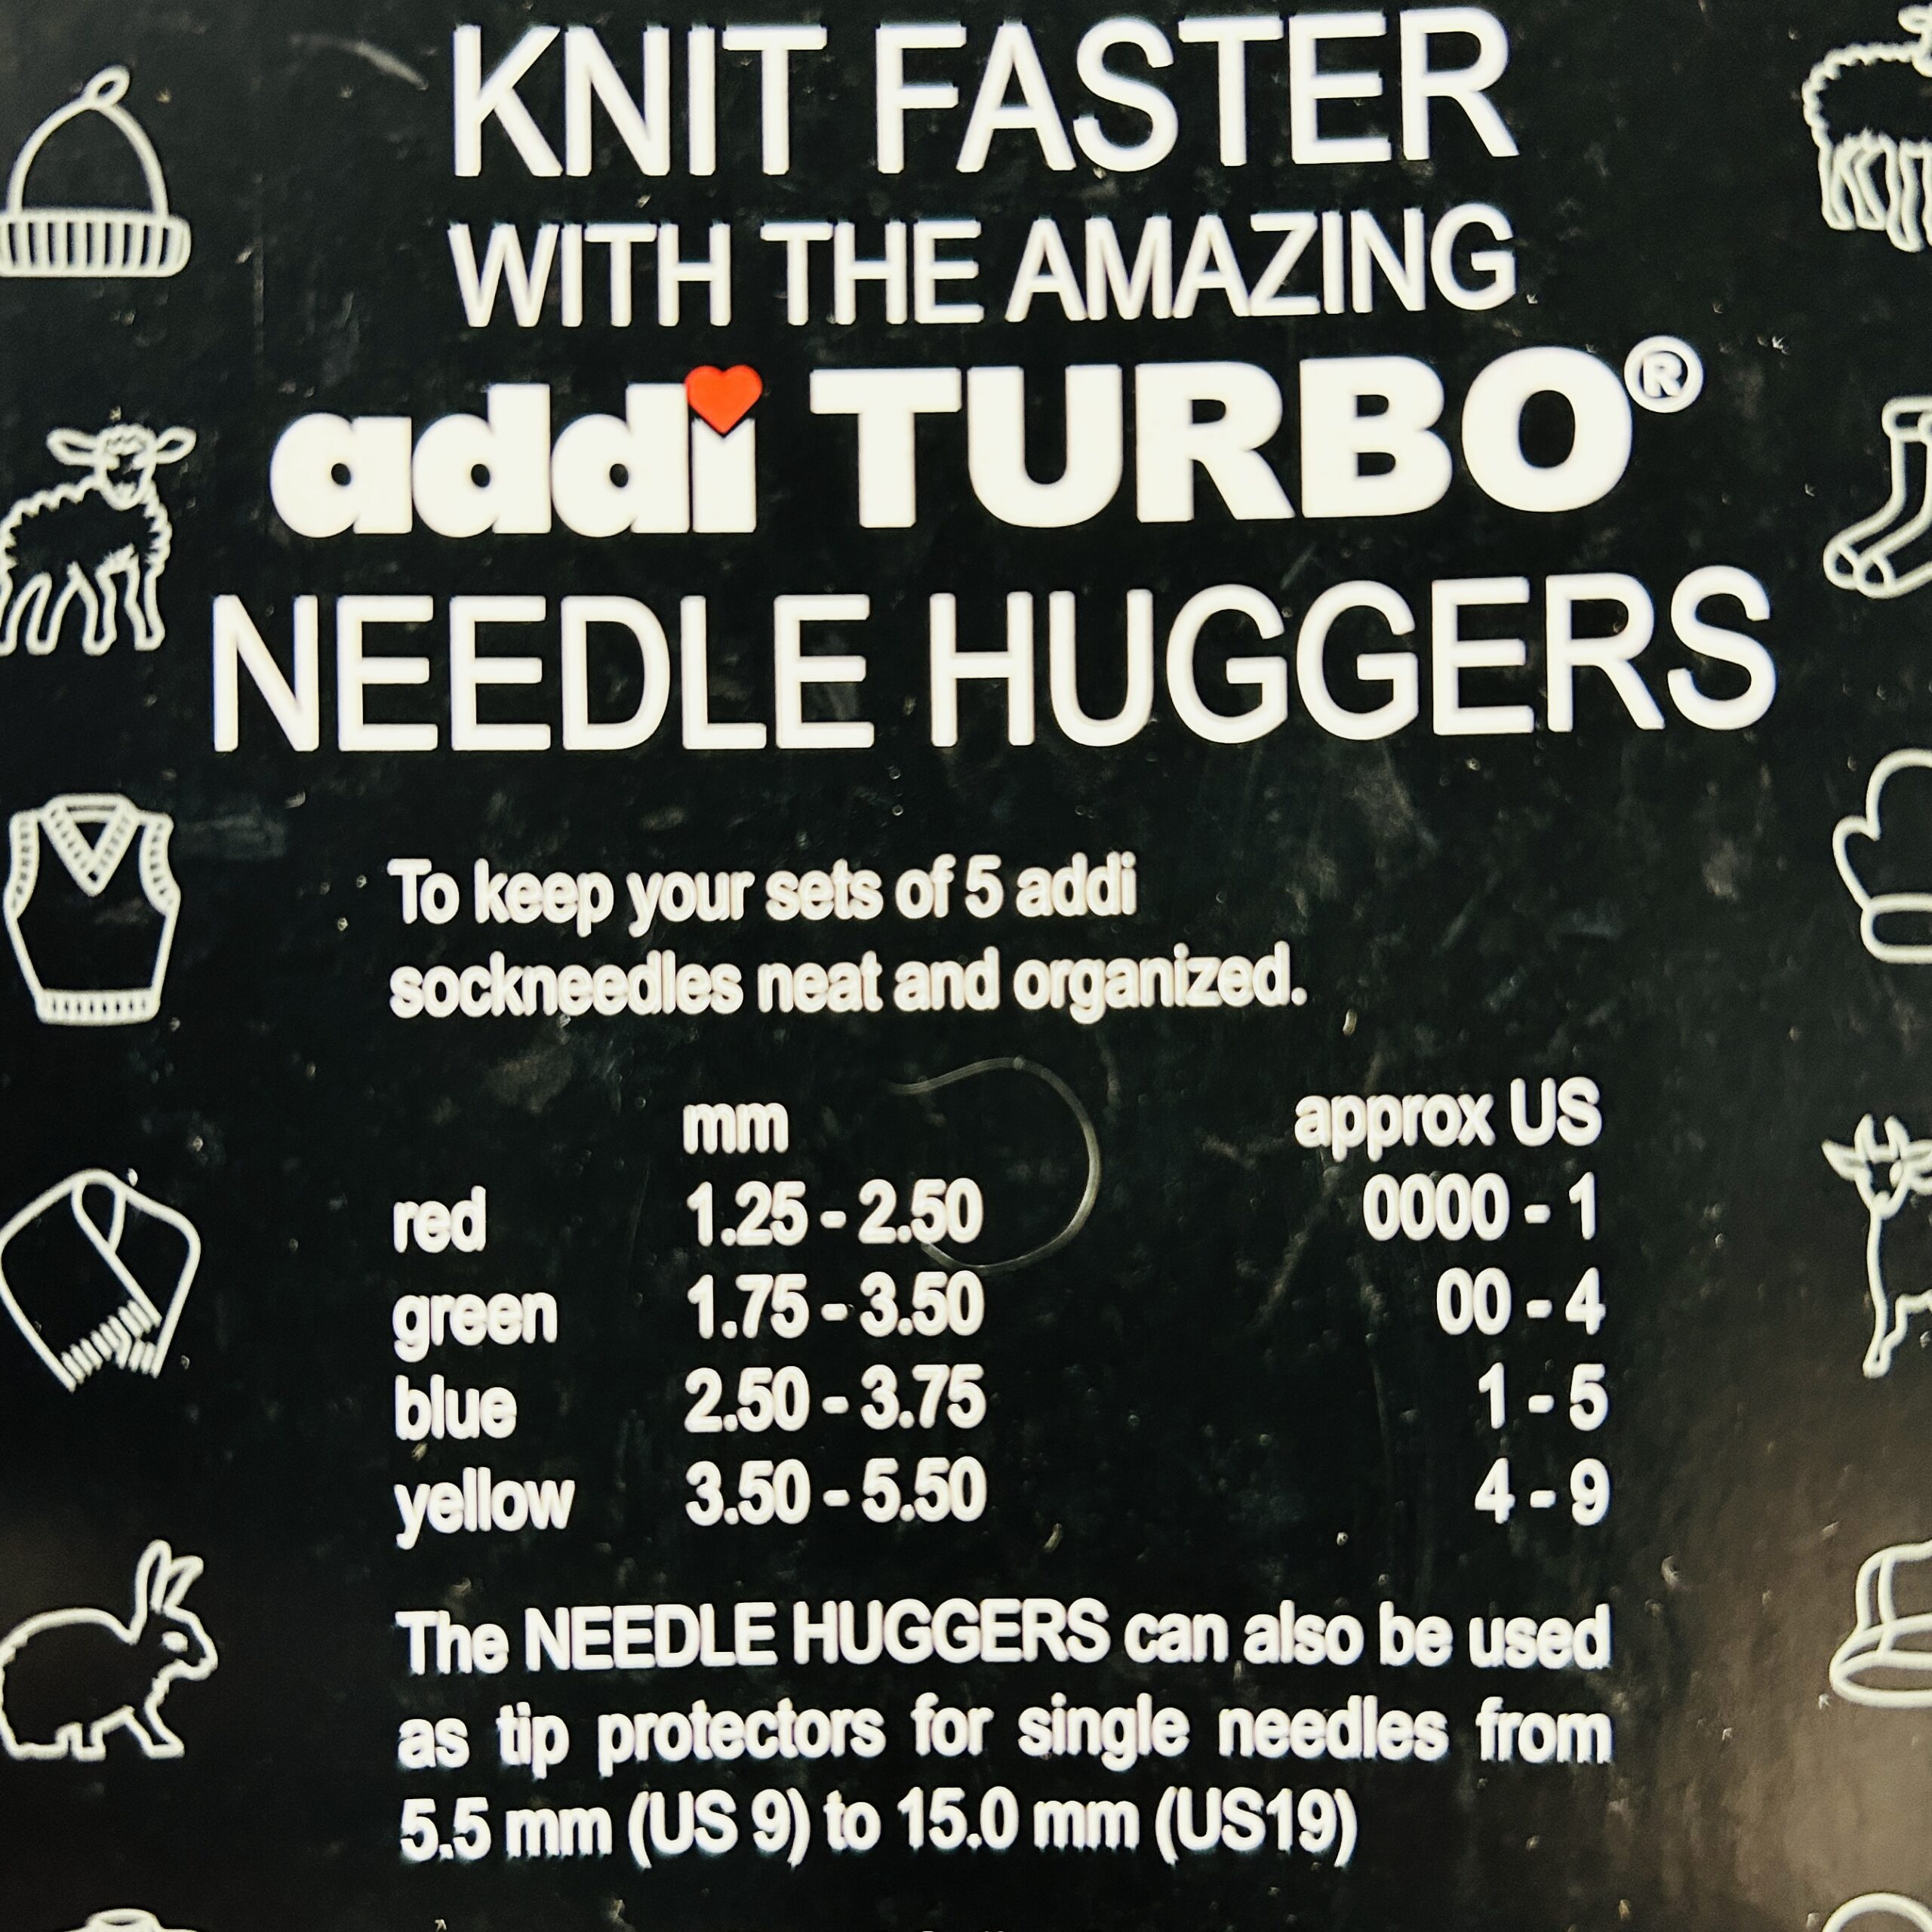 KNIT FASTER
WITH THE AMAZING
addi TURBO®
NEEDLE HUGGERS
To keep your sets of 5 addi
sockneedles neat and organized.
mm approx US
red 1.25 - 2.50 0000 - 1
green 1.75 - 3.50 00 - 4
blue 2.50 - 3.75 1 - 5
yellow 3.50 - 5.50 4 - 9
The NEEDLE HUGGERS can also be used
as tip protectors for single needles from
5.5 mm (US 9) to 15.0 mm (US19)